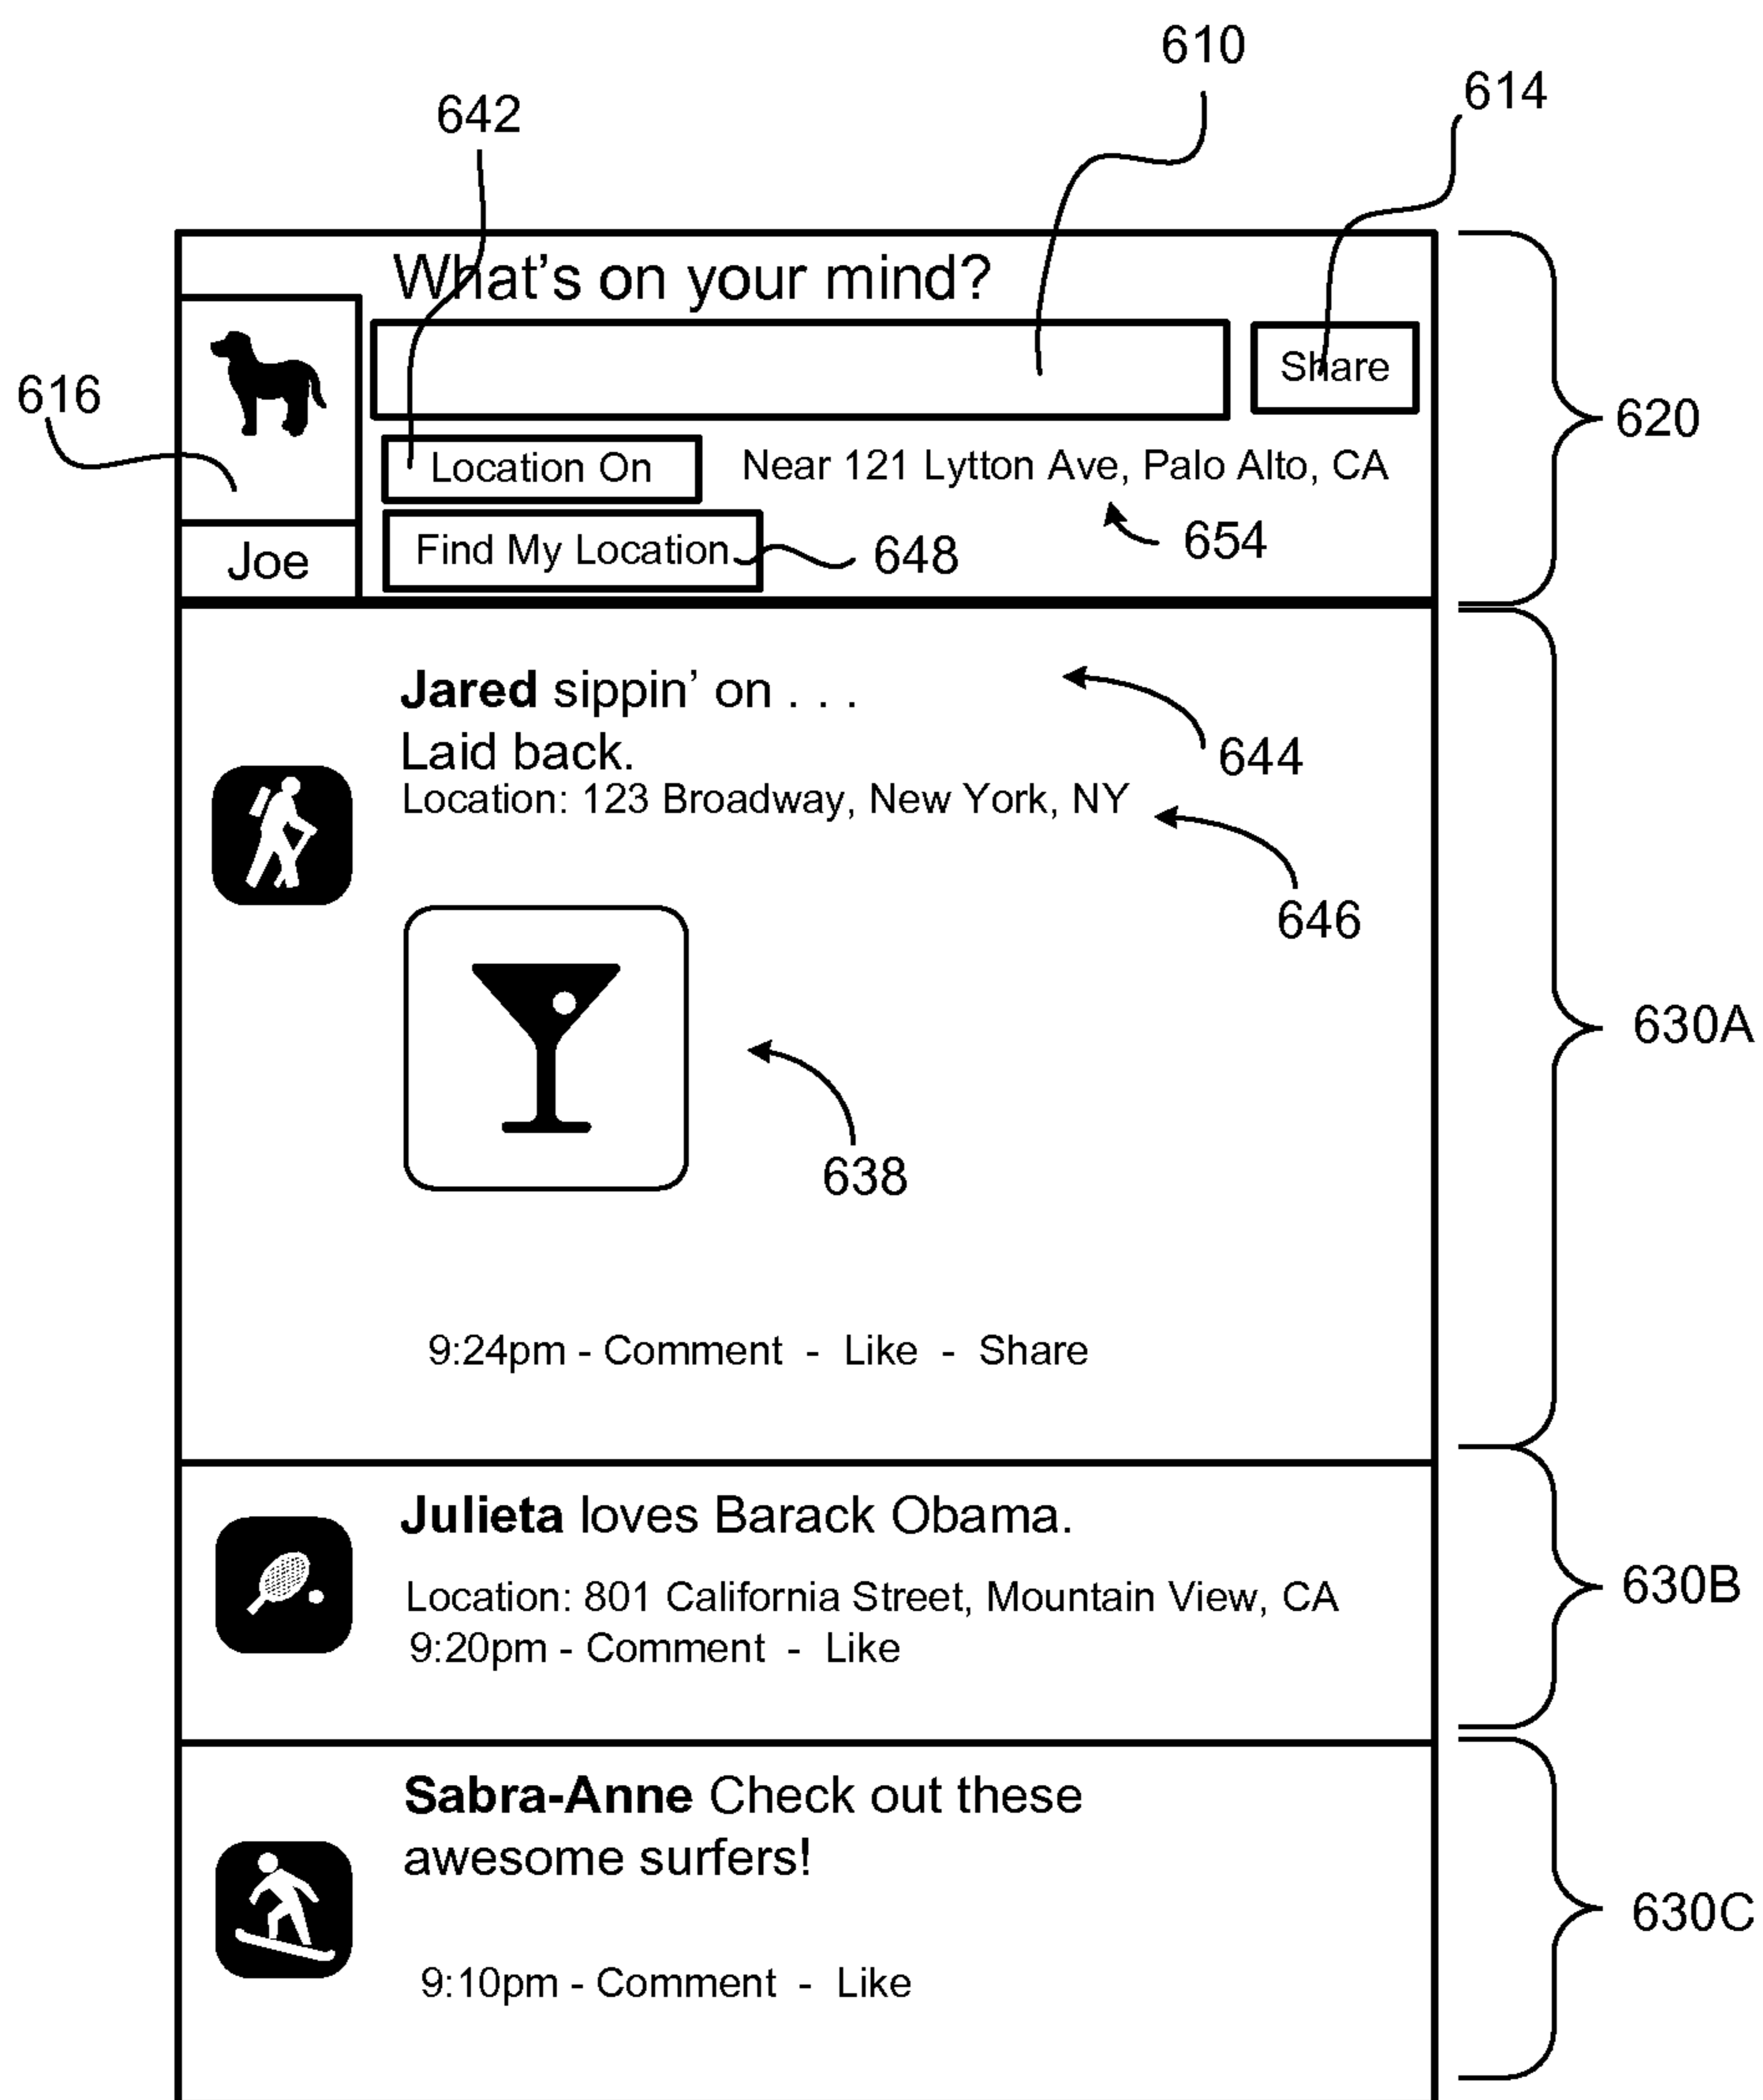 610
614
642
What's on your mind?
Share
616
620
Location On
Near 121 Lytton Ave, Palo Alto, CA
654
Find My Location
648
Joe
Jared sippin' on . . .
Laid back.
644
Location: 123 Broadway, New York, NY
646
630A
638
9:24pm - Comment - Like - Share
Julieta loves Barack Obama.
Location: 801 California Street, Mountain View, CA
630B
9:20pm - Comment - Like
Sabra-Anne Check out these
awesome surfers!
630C
9:10pm - Comment - Like